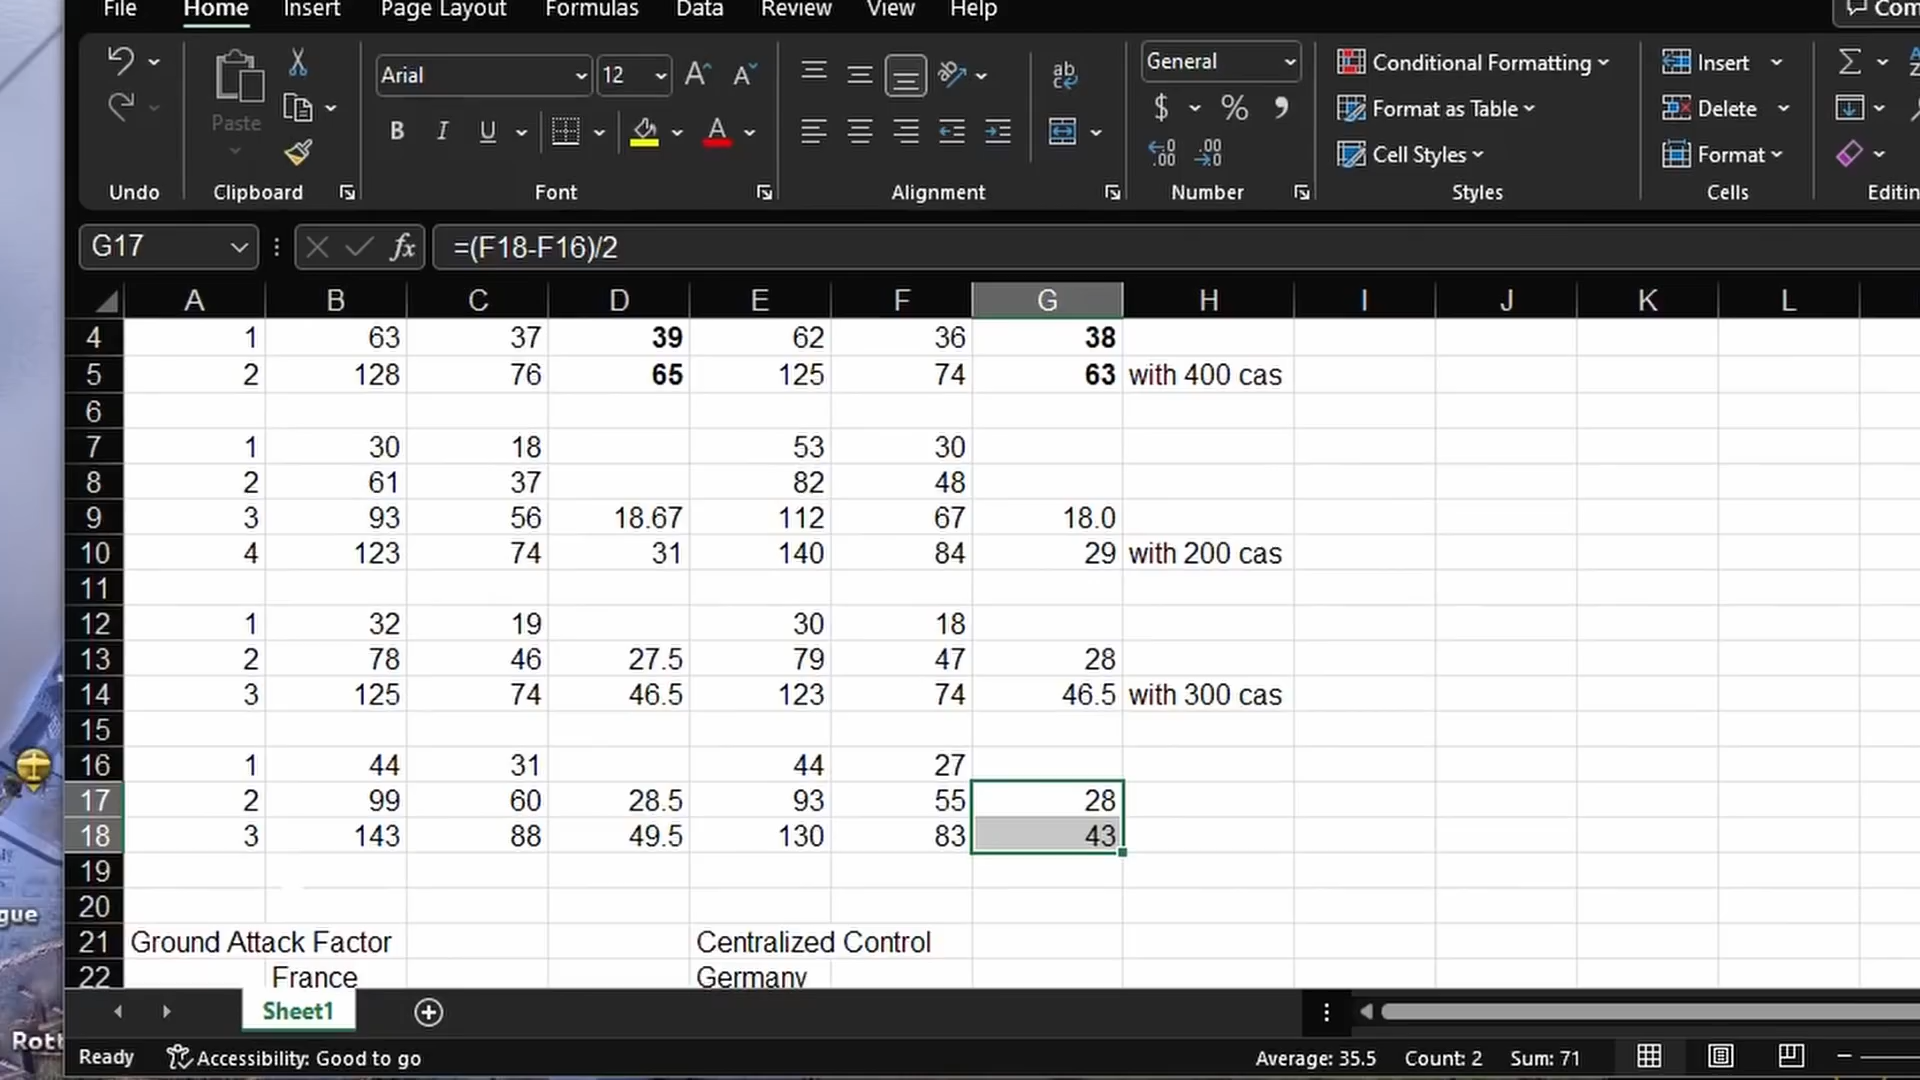 File Home Insert Page Layout Formulas Data Review View Help Com
Arial 12 A A ab General Conditional Formatting Insert
Paste $ % Format as Table Delete
B I U A Cell Styles Format
Undo Clipboard Font Alignment Number Styles Cells Editin
G17 fx =(F18-F16)/2
A B C D E F G H I J K L
4 1 63 37 39 62 36 38
5 2 128 76 65 125 74 63 with 400 cas
6
7 1 30 18 53 30
8 2 61 37 82 48
9 3 93 56 18.67 112 67 18.0
10 4 123 74 31 140 84 29 with 200 cas
11
12 1 32 19 30 18
13 2 78 46 27.5 79 47 28
14 3 125 74 46.5 123 74 46.5 with 300 cas
15
16 1 44 31 44 27
17 2 99 60 28.5 93 55 28
18 3 143 88 49.5 130 83 43
19
20
gue
21 Ground Attack Factor Centralized Control
22 France Germany
Sheet1
Rott
Ready Accessibility: Good to go Average: 35.5 Count: 2 Sum: 71